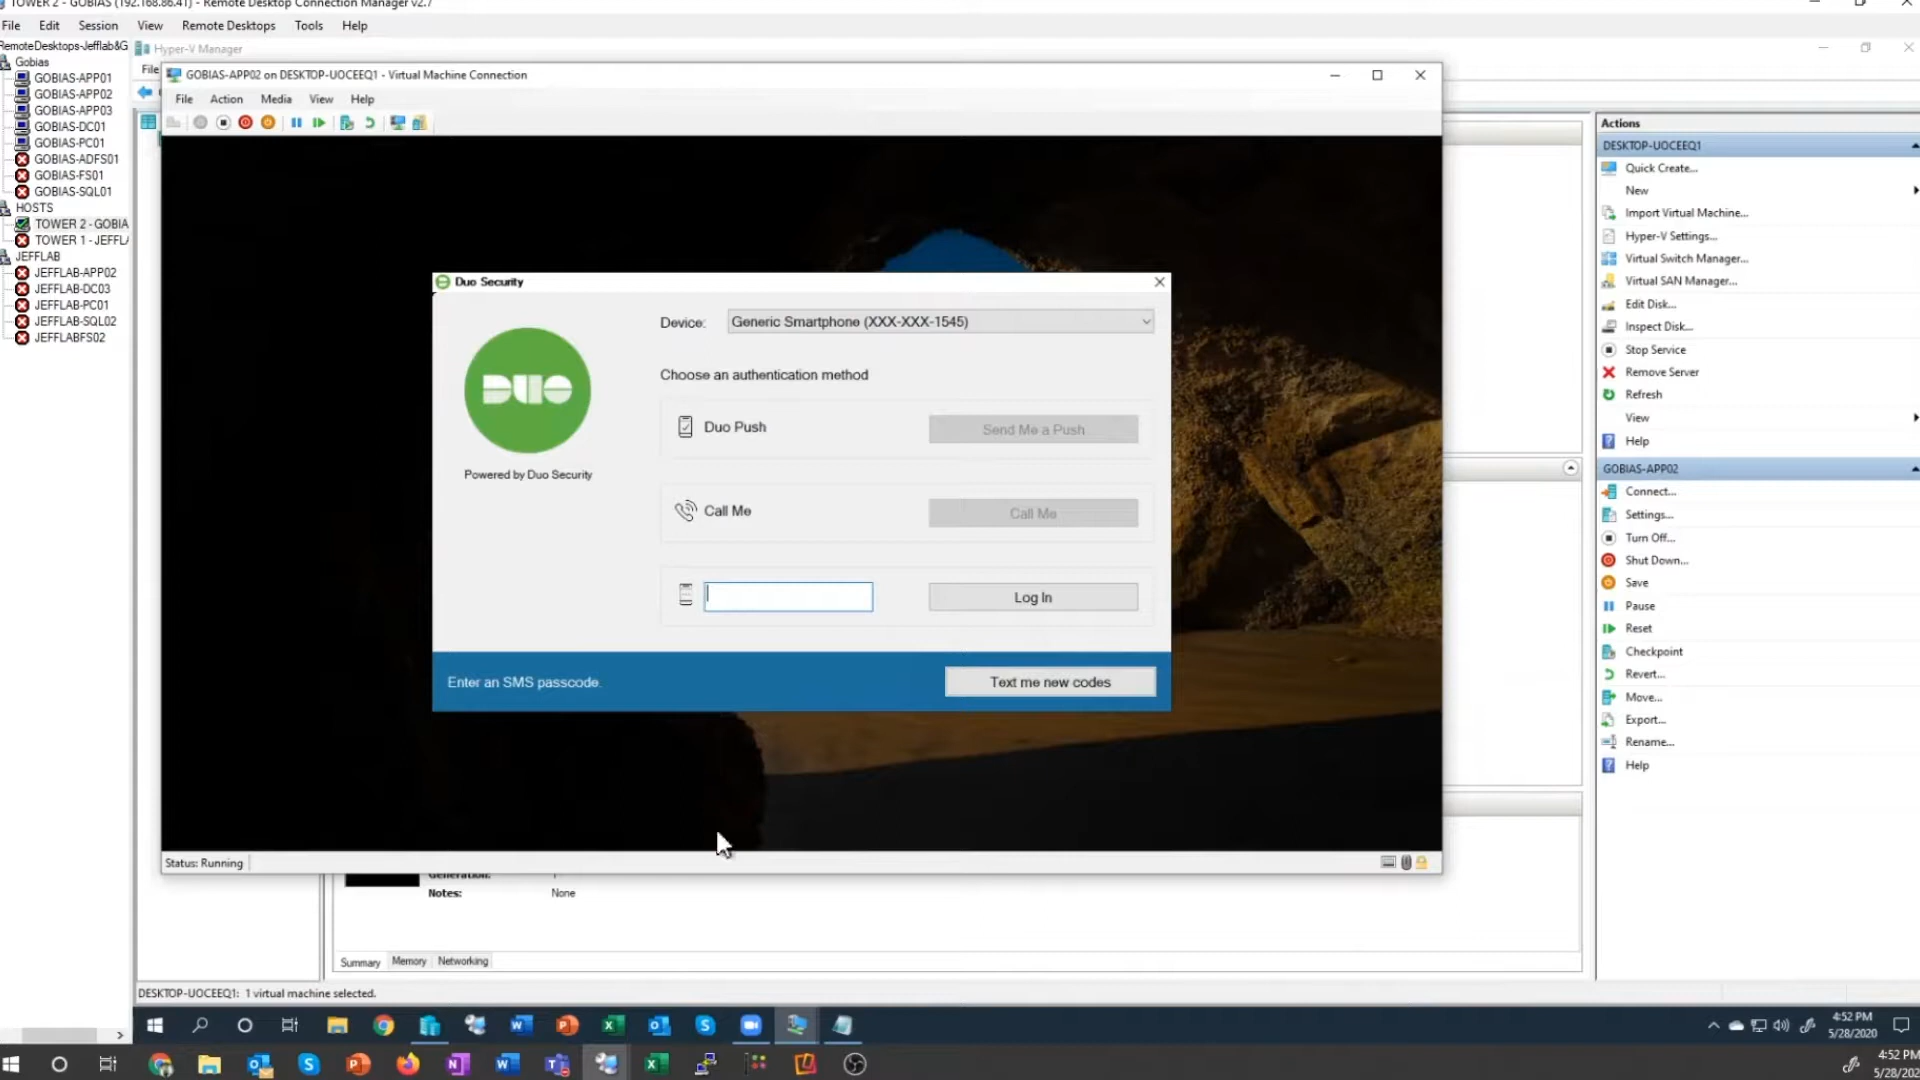 TOWER 2 - GOBIAS (192.168.86.41) - Remote Desktop Connection Manager v2.7
File Edit Session View Remote Desktops Tools Help
RemoteDesktops-Jefflab&G
Gobias
GOBIAS-APP01
GOBIAS-APP02
GOBIAS-APP03
GOBIAS-DC01
GOBIAS-PC01
GOBIAS-ADFS01
GOBIAS-FS01
GOBIAS-SQL01
HOSTS
TOWER 2 - GOBIA
TOWER 1 - JEFFLA
JEFFLAB
JEFFLAB-APP02
JEFFLAB-DC03
JEFFLAB-PC01
JEFFLAB-SQL02
JEFFLABFS02
Hyper-V Manager
File
GOBIAS-APP02 on DESKTOP-UOCEEQ1 - Virtual Machine Connection
File Action Media View Help
Duo Security
DUO
Powered by Duo Security
Device: Generic Smartphone (XXX-XXX-1545)
Choose an authentication method
Duo Push Send Me a Push
Call Me Call Me
Log In
Enter an SMS passcode. Text me new codes
Status: Running
Generation: 1
Notes: None
Summary Memory Networking
DESKTOP-UOCEEQ1: 1 virtual machine selected.
Actions
DESKTOP-UOCEEQ1
Quick Create...
New
Import Virtual Machine...
Hyper-V Settings...
Virtual Switch Manager...
Virtual SAN Manager...
Edit Disk...
Inspect Disk...
Stop Service
Remove Server
Refresh
View
Help
GOBIAS-APP02
Connect...
Settings...
Turn Off...
Shut Down...
Save
Pause
Reset
Checkpoint
Revert...
Move...
Export...
Rename...
Help
4:52 PM
5/28/2020
4:52 PM
5/28/202